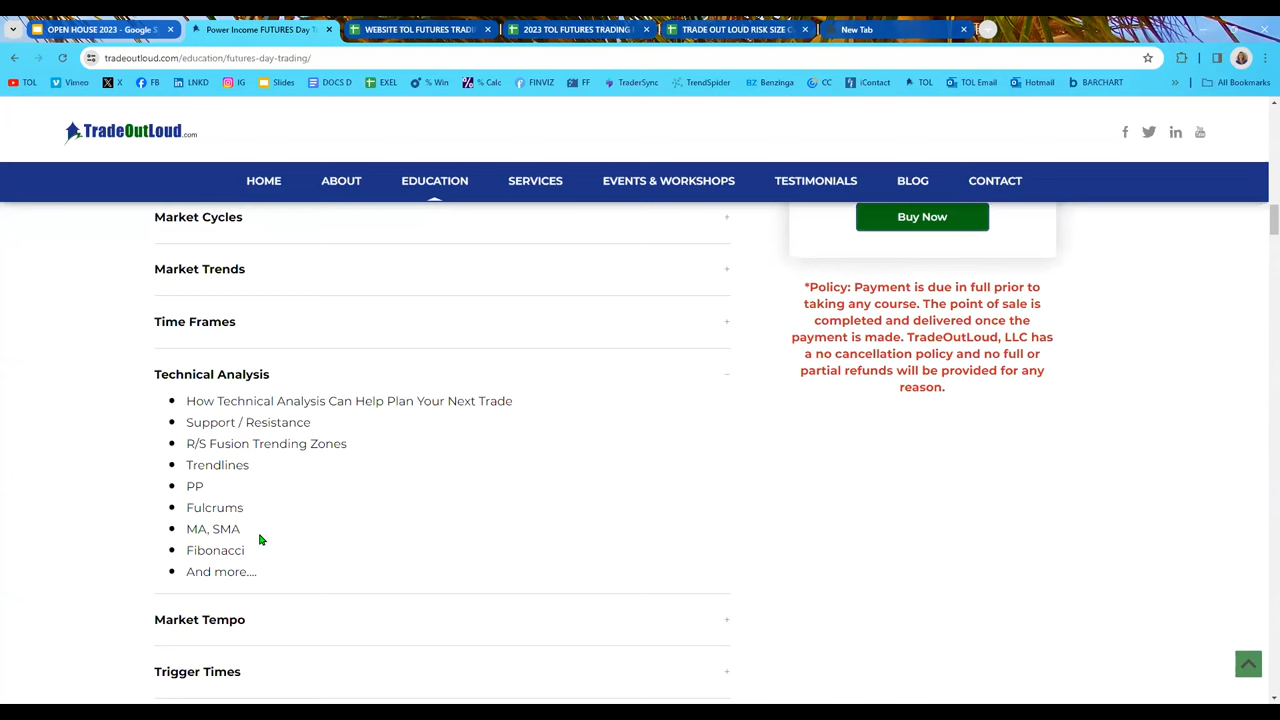 OPEN HOUSE 2023 - Google S
Power Income FUTURES Day T
WEBSITE TOL FUTURES TRADI
2023 TOL FUTURES TRADING
TRADE OUT LOUD RISK SIZE C
New Tab
tradeoutloud.com/education/futures-day-trading/
TOL
Vimeo
X
FB
LNKD
IG
Slides
DOCS D
EXEL
% Win
% Calc
FINVIZ
FF
TraderSync
TrendSpider
BZ Benzinga
CC
iContact
TOL
TOL Email
Hotmail
BARCHART
»
All Bookmarks
TradeOutLoud.com
HOME
ABOUT
EDUCATION
SERVICES
EVENTS & WORKSHOPS
TESTIMONIALS
BLOG
CONTACT
Market Cycles +
Buy Now
Market Trends +
Time Frames +
*Policy: Payment is due in full prior to
taking any course. The point of sale is
completed and delivered once the
payment is made. TradeOutLoud, LLC has
a no cancellation policy and no full or
partial refunds will be provided for any
reason.
Technical Analysis −
• How Technical Analysis Can Help Plan Your Next Trade
• Support / Resistance
• R/S Fusion Trending Zones
• Trendlines
• PP
• Fulcrums
• MA, SMA
• Fibonacci
• And more....
Market Tempo +
Trigger Times +